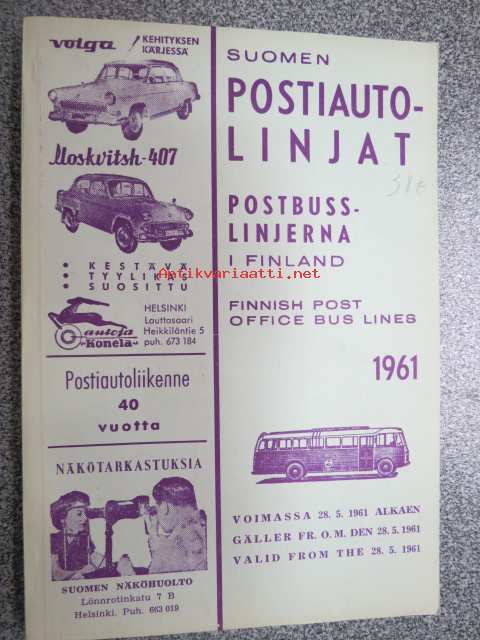 volga
KEHITYKSEN
KÄRJESSÄ
Moskvitsh-407
KESTÄVÄ
TYYLIKÄS
SUOSITTU
autoja
Konela
HELSINKI
Lauttasaari
Heikkiläntie 5
puh. 673 184
Postiautoliikenne
40
vuotta
NÄKÖTARKASTUKSIA
SUOMEN NÄKÖHUOLTO
Lönnrotinkatu 7 B
Helsinki. Puh. 663 019
SUOMEN
POSTIAUTO-
LINJAT
POSTBUSS-
LINJERNA
I FINLAND
Antikvariaatti.net
FINNISH POST
OFFICE BUS LINES
1961
VOIMASSA 28. 5. 1961 ALKAEN
GÄLLER FR. O. M. DEN 28. 5. 1961
VALID FROM THE 28. 5. 1961